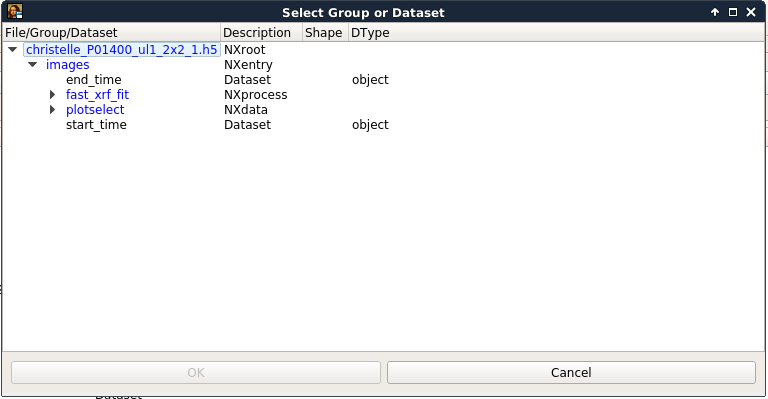 Select Group or Dataset
File/Group/Dataset Description Shape DType
christelle_P01400_ul1_2x2_1.h5 NXroot
images NXentry
end_time Dataset object
fast_xrf_fit NXprocess
plotselect NXdata
start_time Dataset object
OK Cancel
Dataset